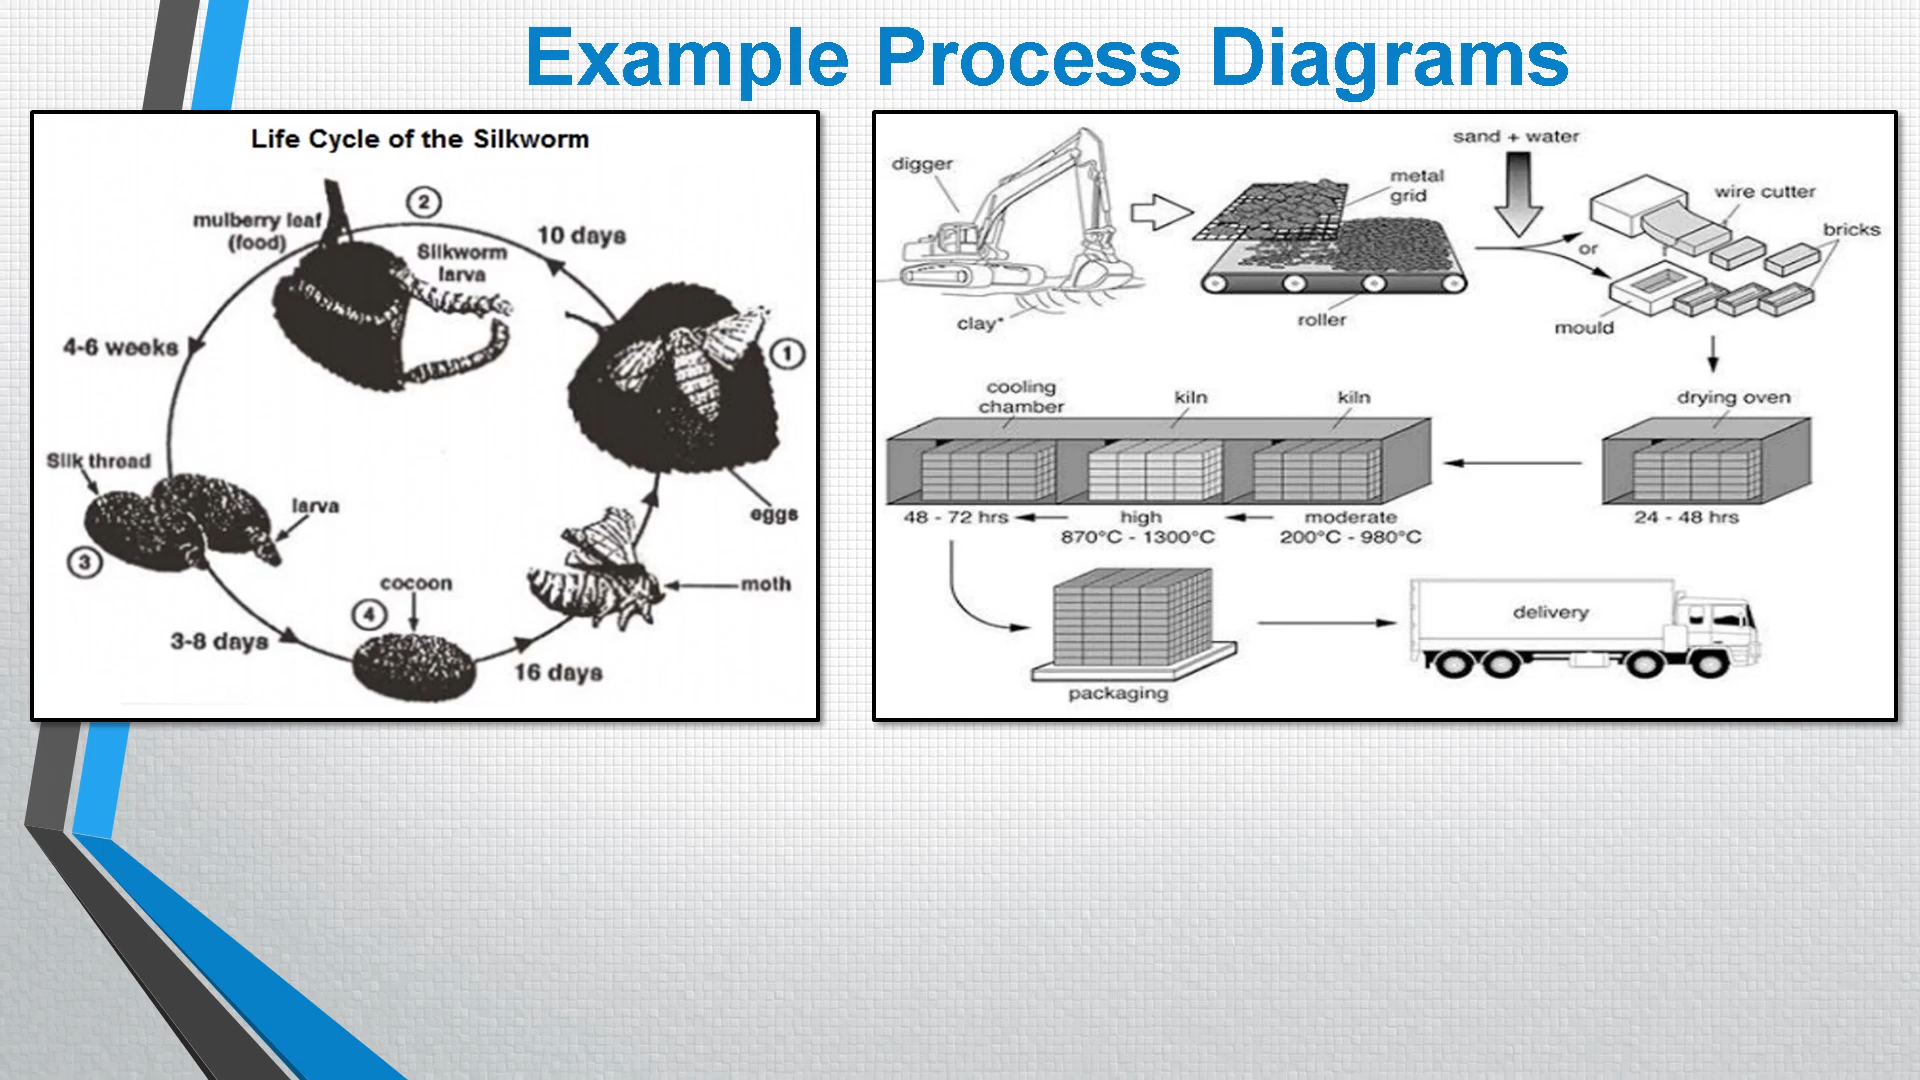 Example Process Diagrams
Life Cycle of the Silkworm
2
mulberry leaf
(food)
10 days
Silkworm
larva
1
4-6 weeks
Silk thread
larva
eggs
3
cocoon
moth
4
3-8 days
16 days
sand + water
digger
metal
grid
wire cutter
bricks
or
clay*
roller
mould
cooling
chamber
kiln
kiln
drying oven
48 - 72 hrs
high
870°C - 1300°C
moderate
200°C - 980°C
24 - 48 hrs
packaging
delivery